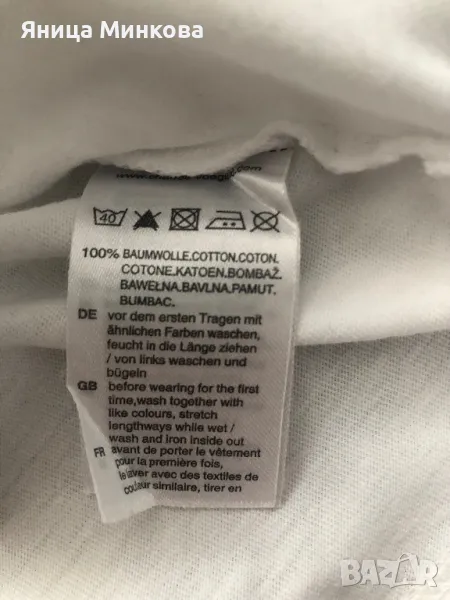 Яница Минкова
40
100% BAUMWOLLE.COTTON.COTON.
COTONE.KATOEN.BOMBAŽ.
BAWEŁNA.BAVLNA.PAMUT.
BUMBAC.
DE vor dem ersten Tragen mit
ähnlichen Farben waschen,
feucht in die Länge ziehen
/ von links waschen und
bügeln
GB before wearing for the first
time,wash together with
like colours, stretch
lengthways while wet /
wash and iron inside out
FR avant de porter le vêtement
pour la première fois,
le laver avec des textiles de
couleur similaire, tirer en
BAZAR